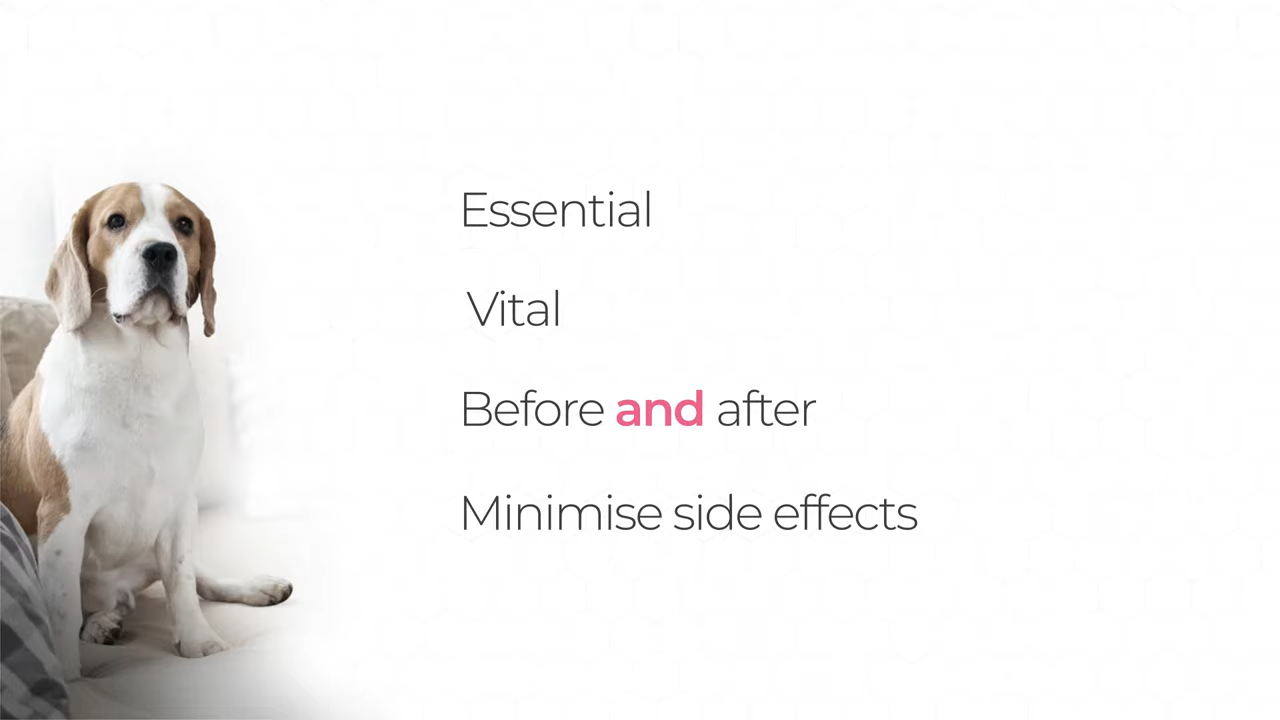 Essential
Vital
Before and after
Minimise side effects